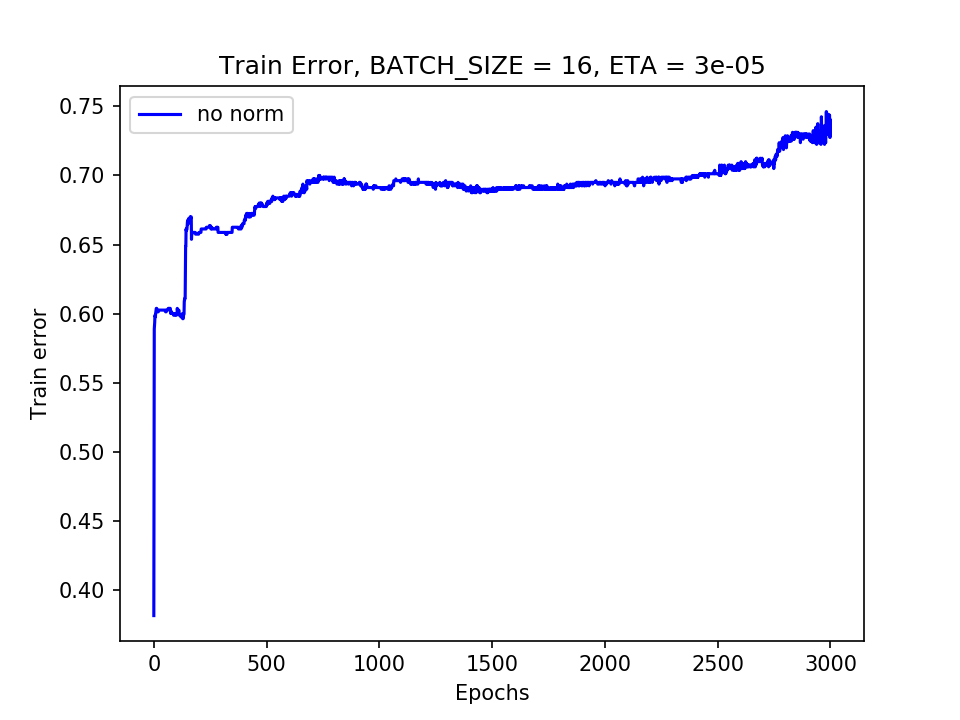 Train Error, BATCH_SIZE = 16, ETA = 3e-05
no norm
0.75
0.70
0.65
0.60
0.55
0.50
0.45
0.40
Train error
0 500 1000 1500 2000 2500 3000
Epochs